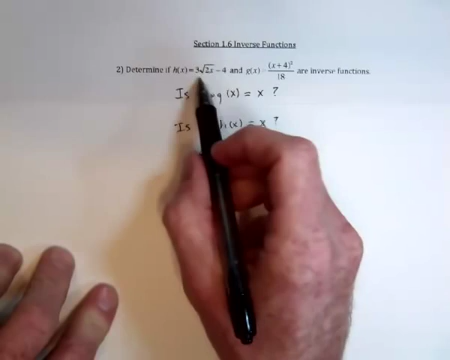 Section 1.6 Inverse Functions
2) Determine if h(x) = 3√2x − 4 and g(x) = (x+4)² / 18 are inverse functions.
Is g(x) = x ?
Is h(x) = x ?